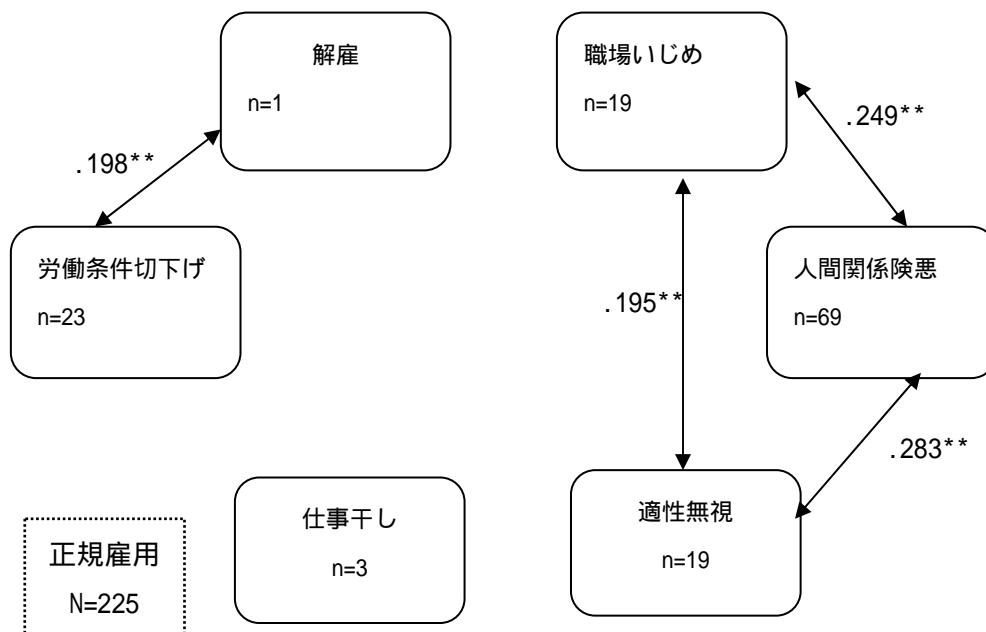 解雇
n=1
職場いじめ
n=19
.249**
.198**
労働条件切下げ
n=23
人間関係険悪
n=69
.195**
.283**
仕事干し
n=3
適性無視
n=19
正規雇用
N=225